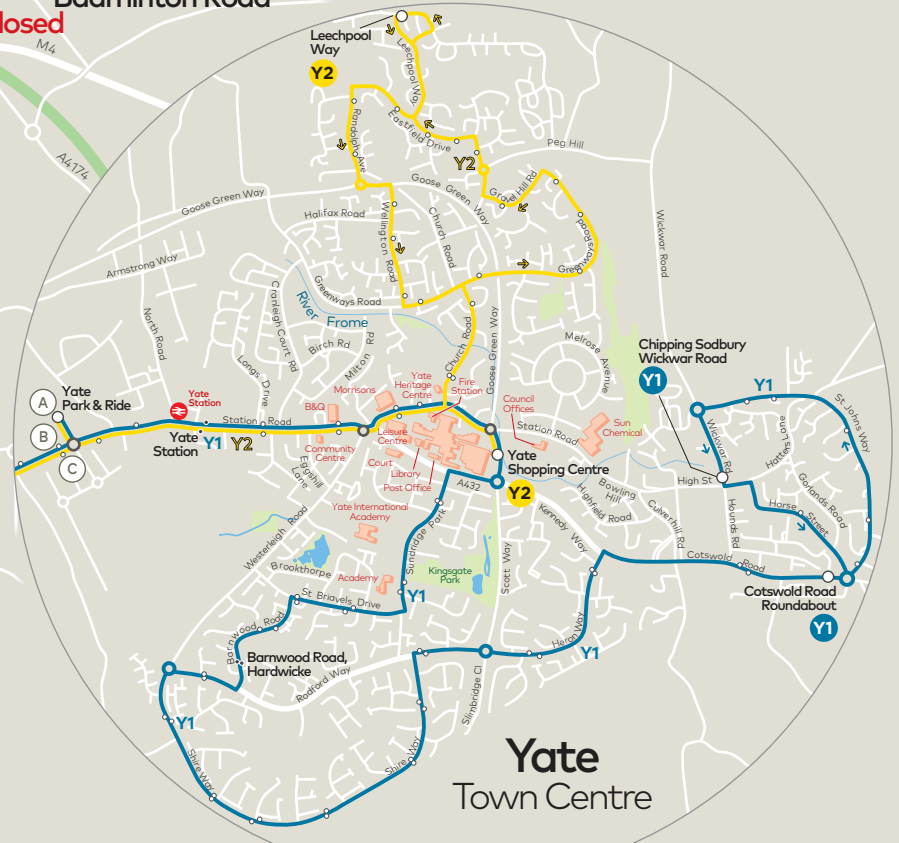 Badminton Road
losed
M4
A4174
Leechpool
Way
Y2
Leechpool Way
Randolph Ave
Eastfield Drive
Peg Hill
Y2
Goose Green Way
Goose Green Way
Gravel Hill Rd
Halifax Road
Wellington Road
Church Road
Greenways Road
Wickwar Road
Armstrong Way
North Road
Cranleigh Court Rd
Greenways Road
River
Frome
Birch Rd
Milton Rd
Longs Drive
Church Road
Goose Green Way
Melrose Avenue
Chipping Sodbury
Wickwar Road
Y1
Y1
St Johns Way
Wickwar Rd
Hatters Lane
Gorlands Road
High St
Horse Street
Hounds Rd
A
B
C
Yate
Park & Ride
Yate
Station
Yate
Station
Y1
Y2
Station Road
B&Q
Morrisons
Yate
Heritage
Centre
Fire
Station
Council
Offices
Station Road
Sun
Chemical
Community
Centre
Leisure
Centre
Court
Library
Post Office
A432
Yate
Shopping Centre
Y2
Eggshill Lane
Yate International
Academy
Westerleigh Road
Brookthorpe
Academy
Sundridge Park
Kingsgate
Park
Scott Way
Kennedy Way
Bowling
Hill
Highfield Road
Culverhill Rd
Cotswold Road
Cotswold Road
Roundabout
Y1
St Briavels Drive
Y1
Barnwood Road
Barnwood Road,
Hardwicke
Rodford Way
Heron Way
Y1
Slimbridge Cl
Y1
Shire Way
Shire Way
Yate
Town Centre